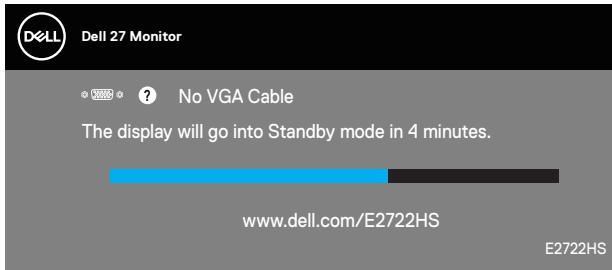 DELL
Dell 27 Monitor
? No VGA Cable
The display will go into Standby mode in 4 minutes.
www.dell.com/E2722HS
E2722HS